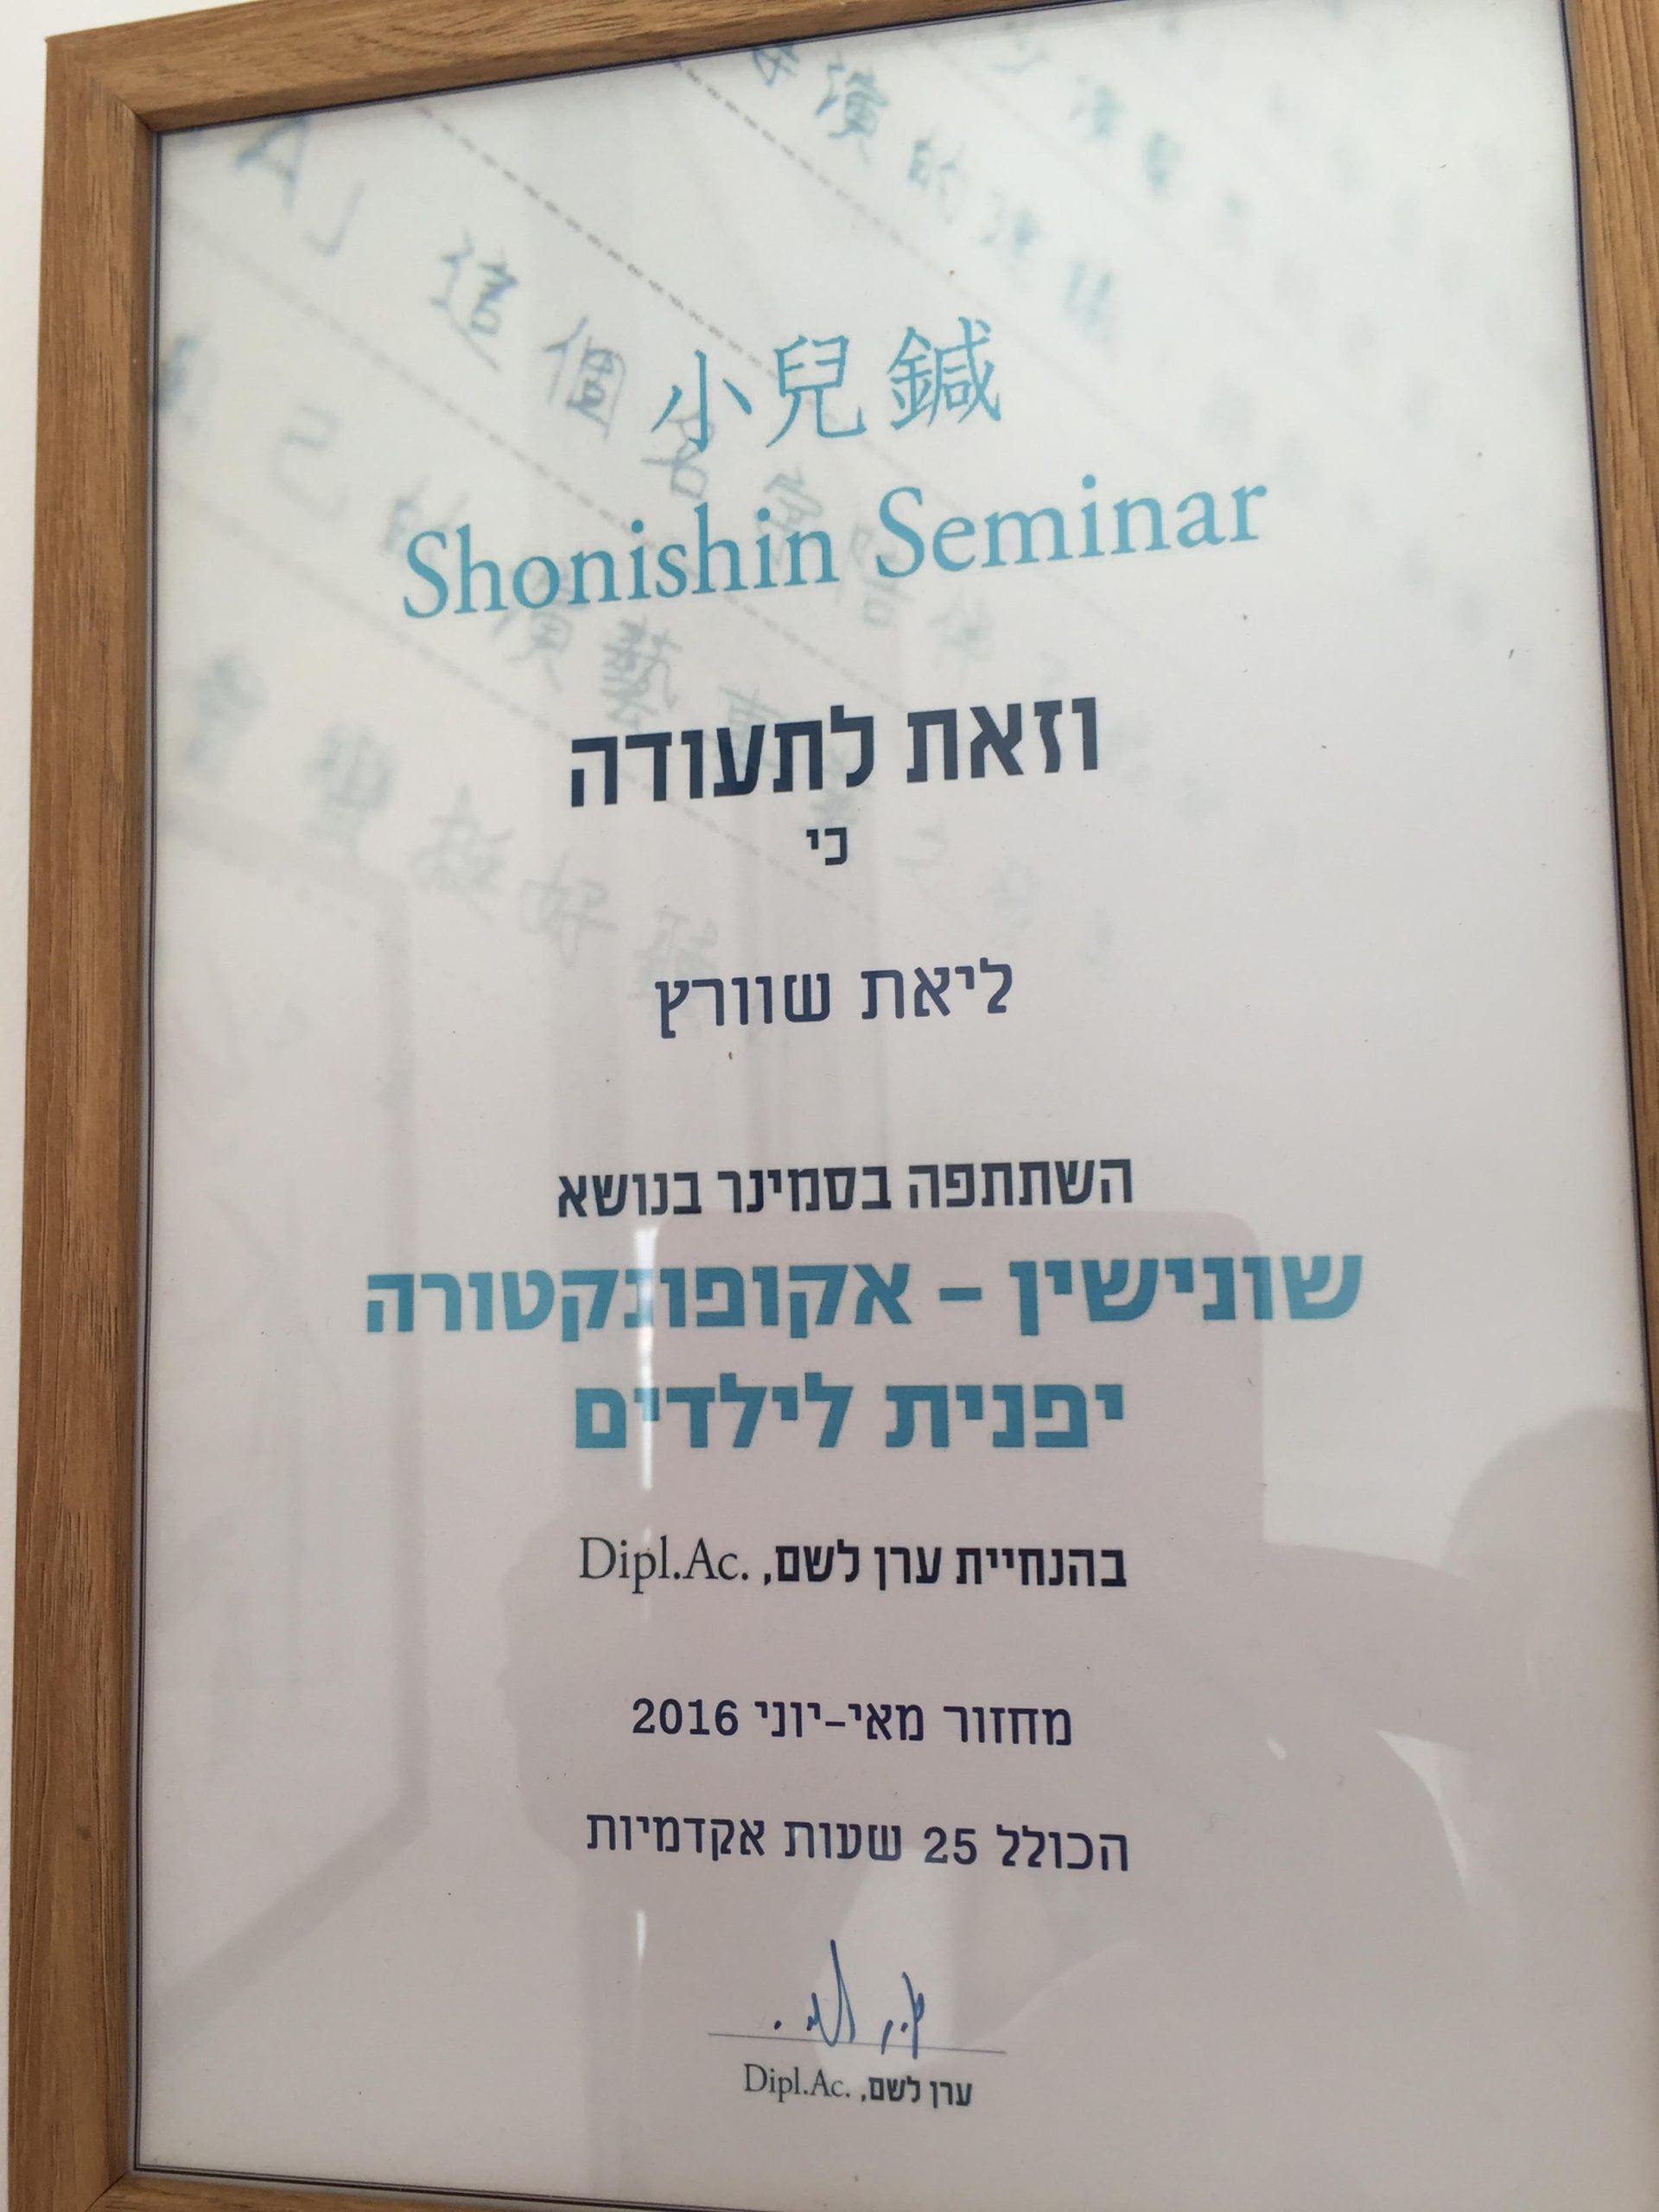 小兒鍼
Shonishin Seminar
וזאת לתעודה
כי
ליאת שוורץ
השתתפה בסמינר בנושא
שונישין – אקופונקטורה
יפנית לילדים
בהנחיית ערן לשם, .Dipl.Ac
מחזור מאי-יוני 2016
הכולל 25 שעות אקדמיות
ערן לשם, .Dipl.Ac